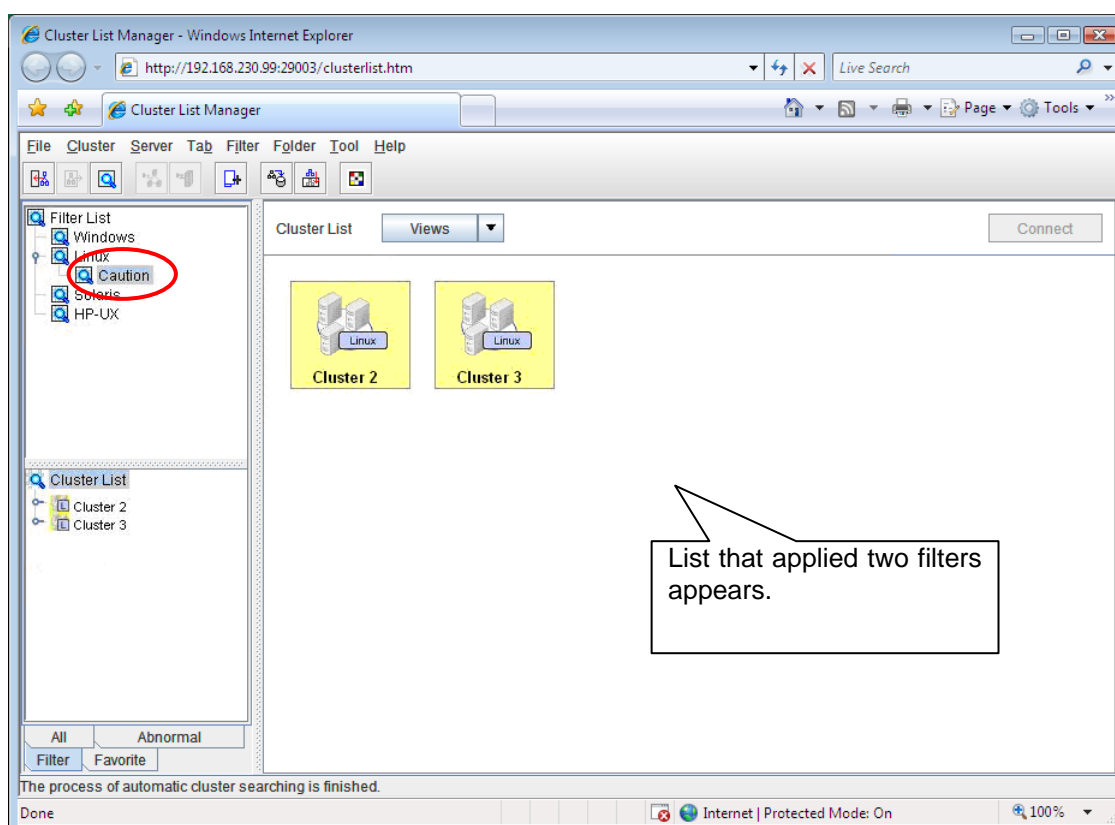 Cluster List Manager - Windows Internet Explorer
http://192.168.230.99:29003/clusterlist.htm
Live Search
Cluster List Manager
Page
Tools
File Cluster Server Tab Filter Folder Tool Help
Filter List
Windows
Linux
Caution
Solaris
HP-UX
Cluster List
Views
Connect
Linux
Cluster 2
Linux
Cluster 3
Cluster List
L Cluster 2
L Cluster 3
List that applied two filters
appears.
All Abnormal
Filter Favorite
The process of automatic cluster searching is finished.
Done
Internet | Protected Mode: On
100%